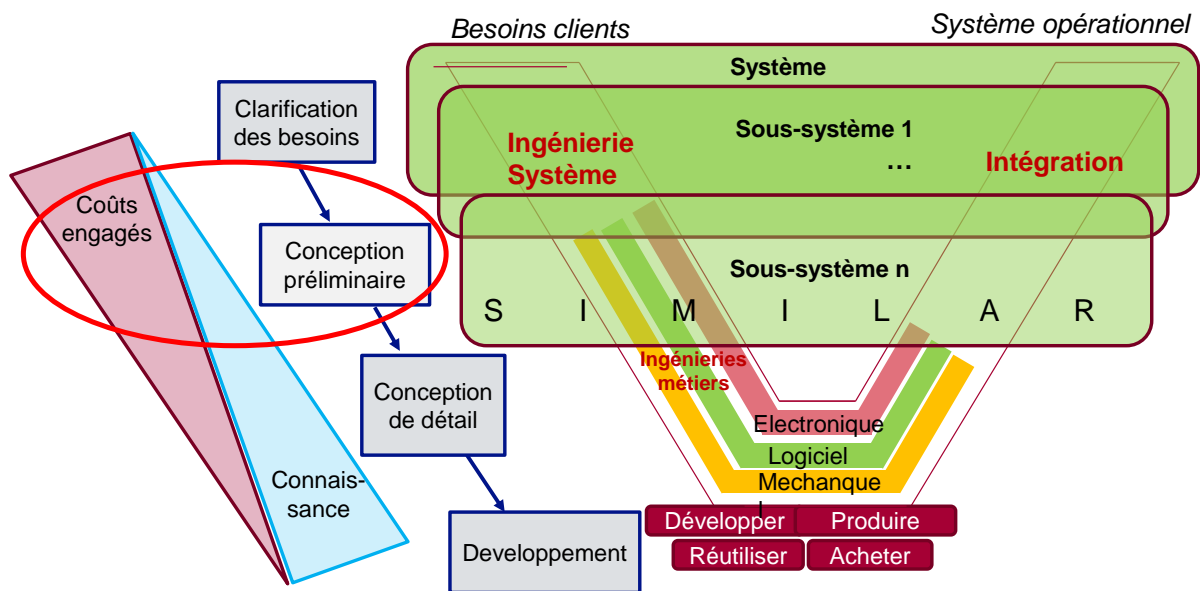 Besoins clients
Système opérationnel
Système
Clarification
des besoins
Sous-système 1
...
Ingénierie
Système
Intégration
Coûts
engagés
Conception
préliminaire
Sous-système n
S I M I L A R
Ingénieries
métiers
Conception
de détail
Electronique
Logiciel
Mechanque
l
Connais-
sance
Developpement
Développer
Produire
Réutiliser
Acheter